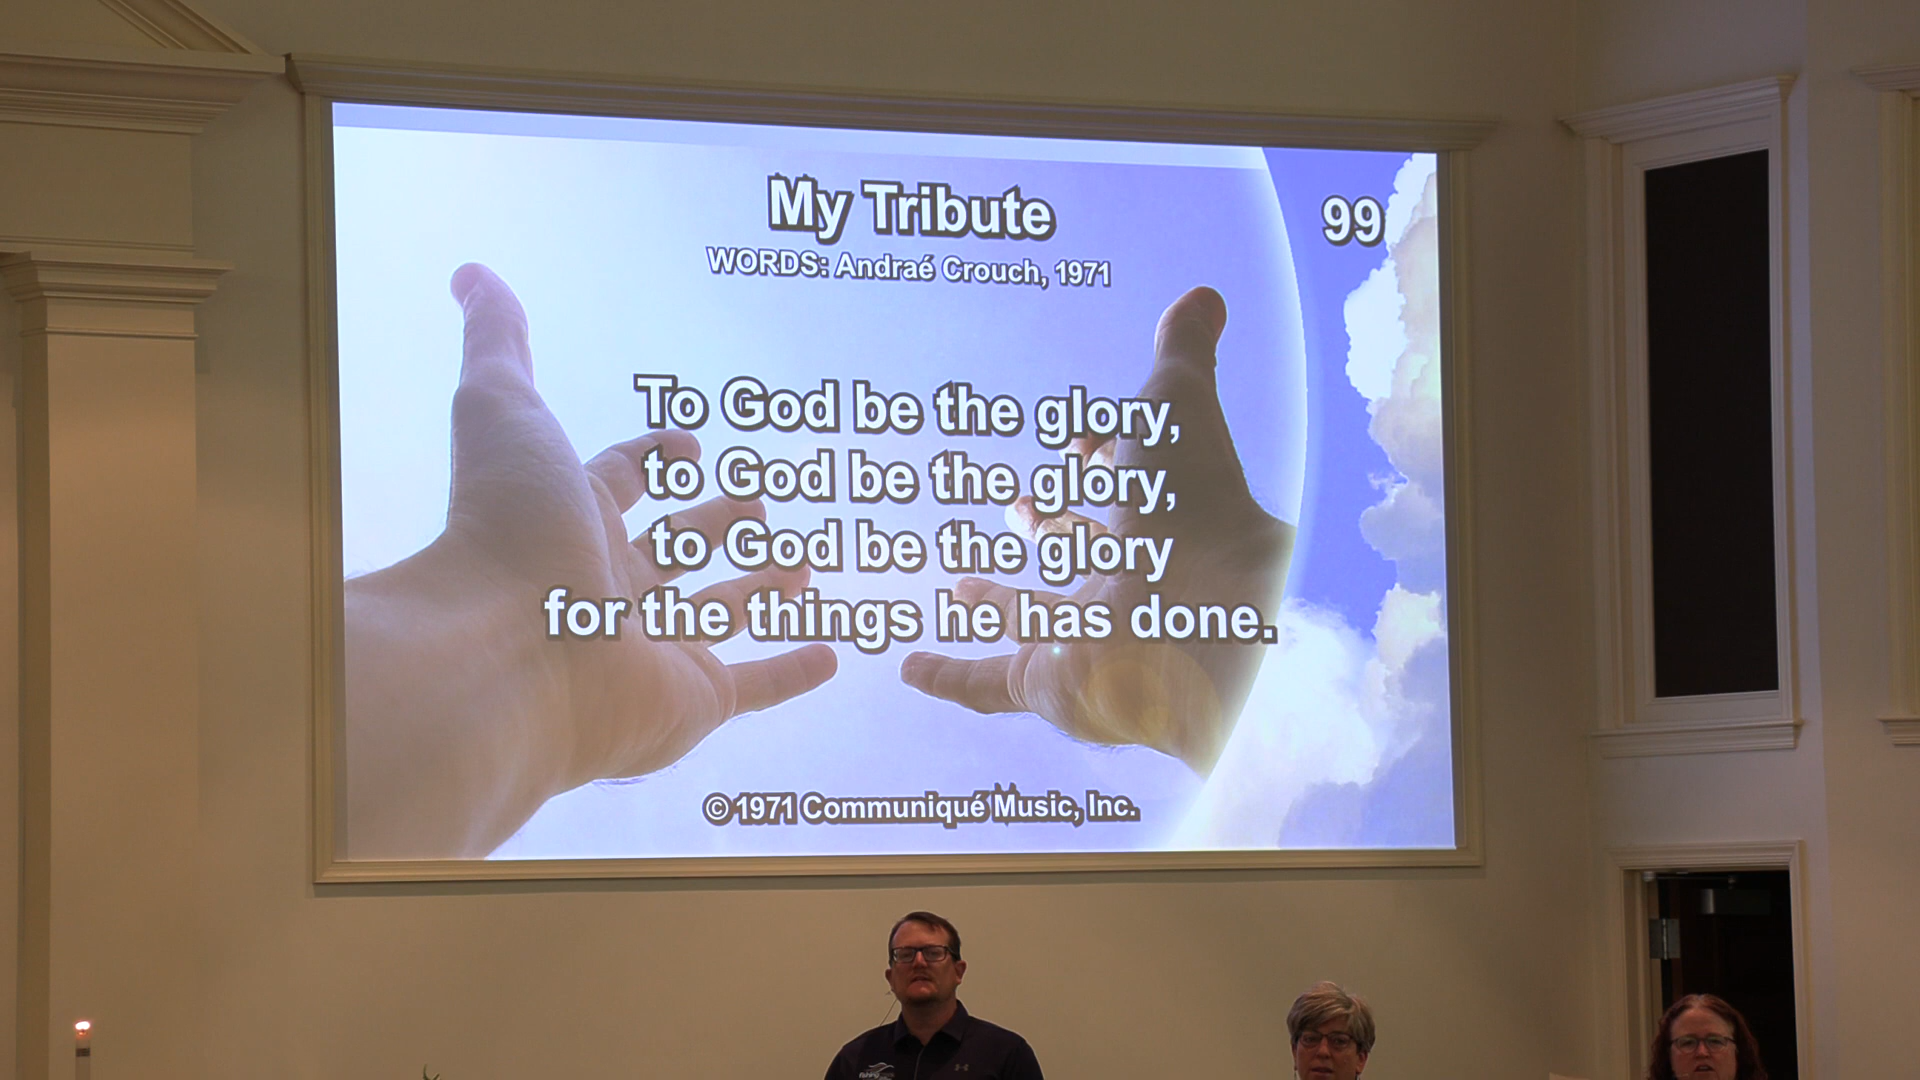 My Tribute
99
WORDS: Andraé Crouch, 1971
To God be the glory,
to God be the glory,
to God be the glory
for the things he has done.
© 1971 Communiqué Music, Inc.